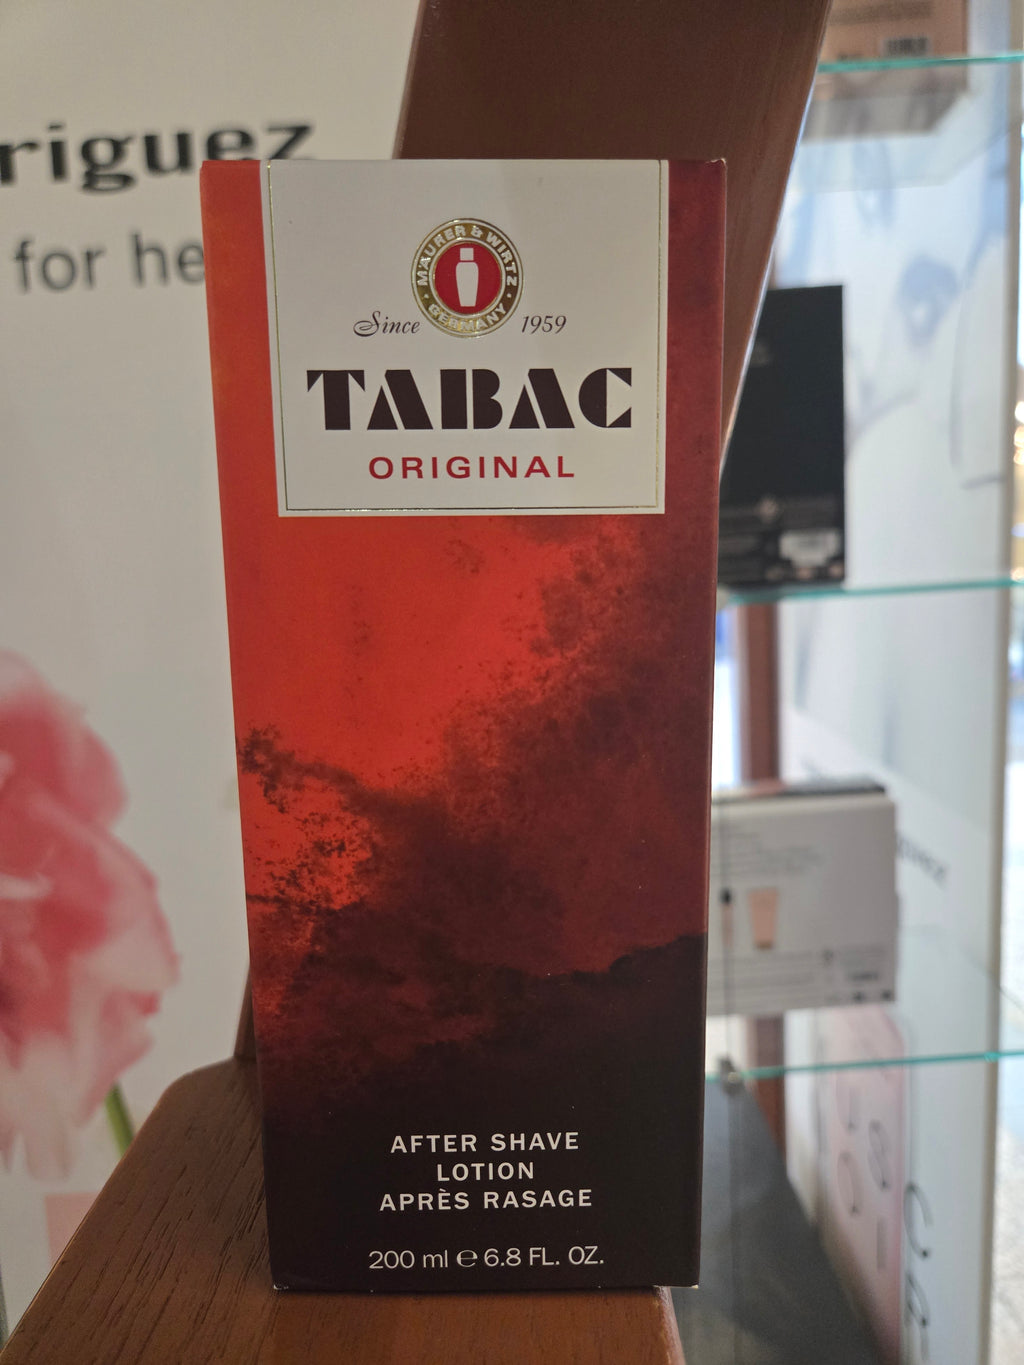 riguez
for he
MÄURER & WIRTZ
GERMANY
Since 1959
TABAC
ORIGINAL
AFTER SHAVE
LOTION
APRÈS RASAGE
200 ml ℮ 6.8 FL. OZ.